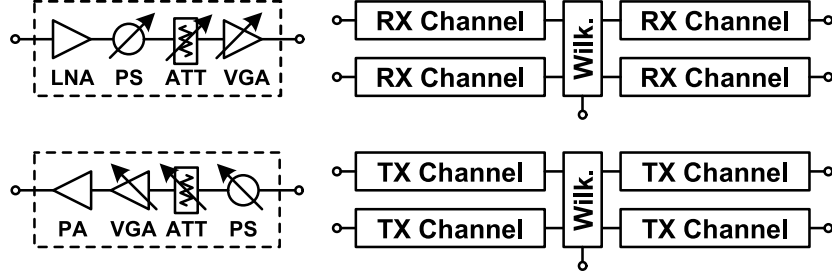 LNA PS ATT VGA
RX Channel
RX Channel
Wilk.
RX Channel
RX Channel
PA VGA ATT PS
TX Channel
TX Channel
Wilk.
TX Channel
TX Channel